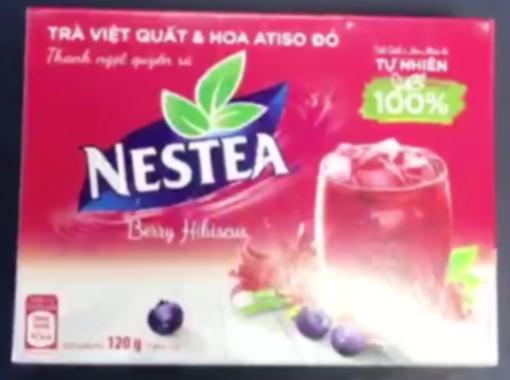 TRÀ VIỆT QUẤT & HOA ATISO ĐỎ
Thanh ngọt quyến rũ
TỰ NHIÊN
100%
NESTEA
Berry Hibiscus
120 g